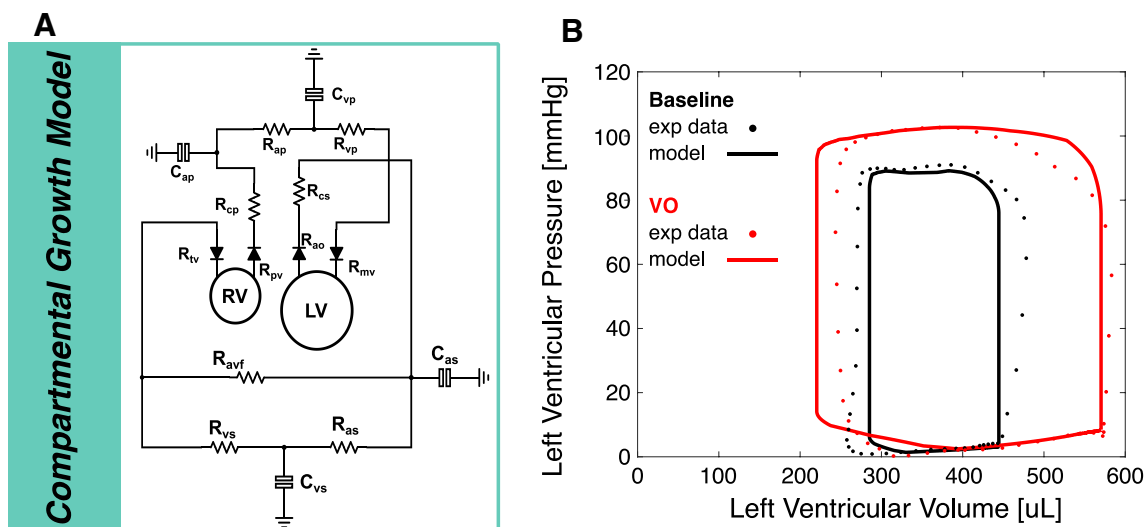 A
Compartmental Growth Model
Cvp
Rap
Rvp
Cap
Rcp
Rcs
Rtv
Rpv
Rao
Rmv
RV
LV
Ravf
Cas
Rvs
Ras
Cvs
B
Left Ventricular Pressure [mmHg]
120
100
80
60
40
20
0
Baseline
exp data
model
VO
exp data
model
0
100
200
300
400
500
600
Left Ventricular Volume [uL]